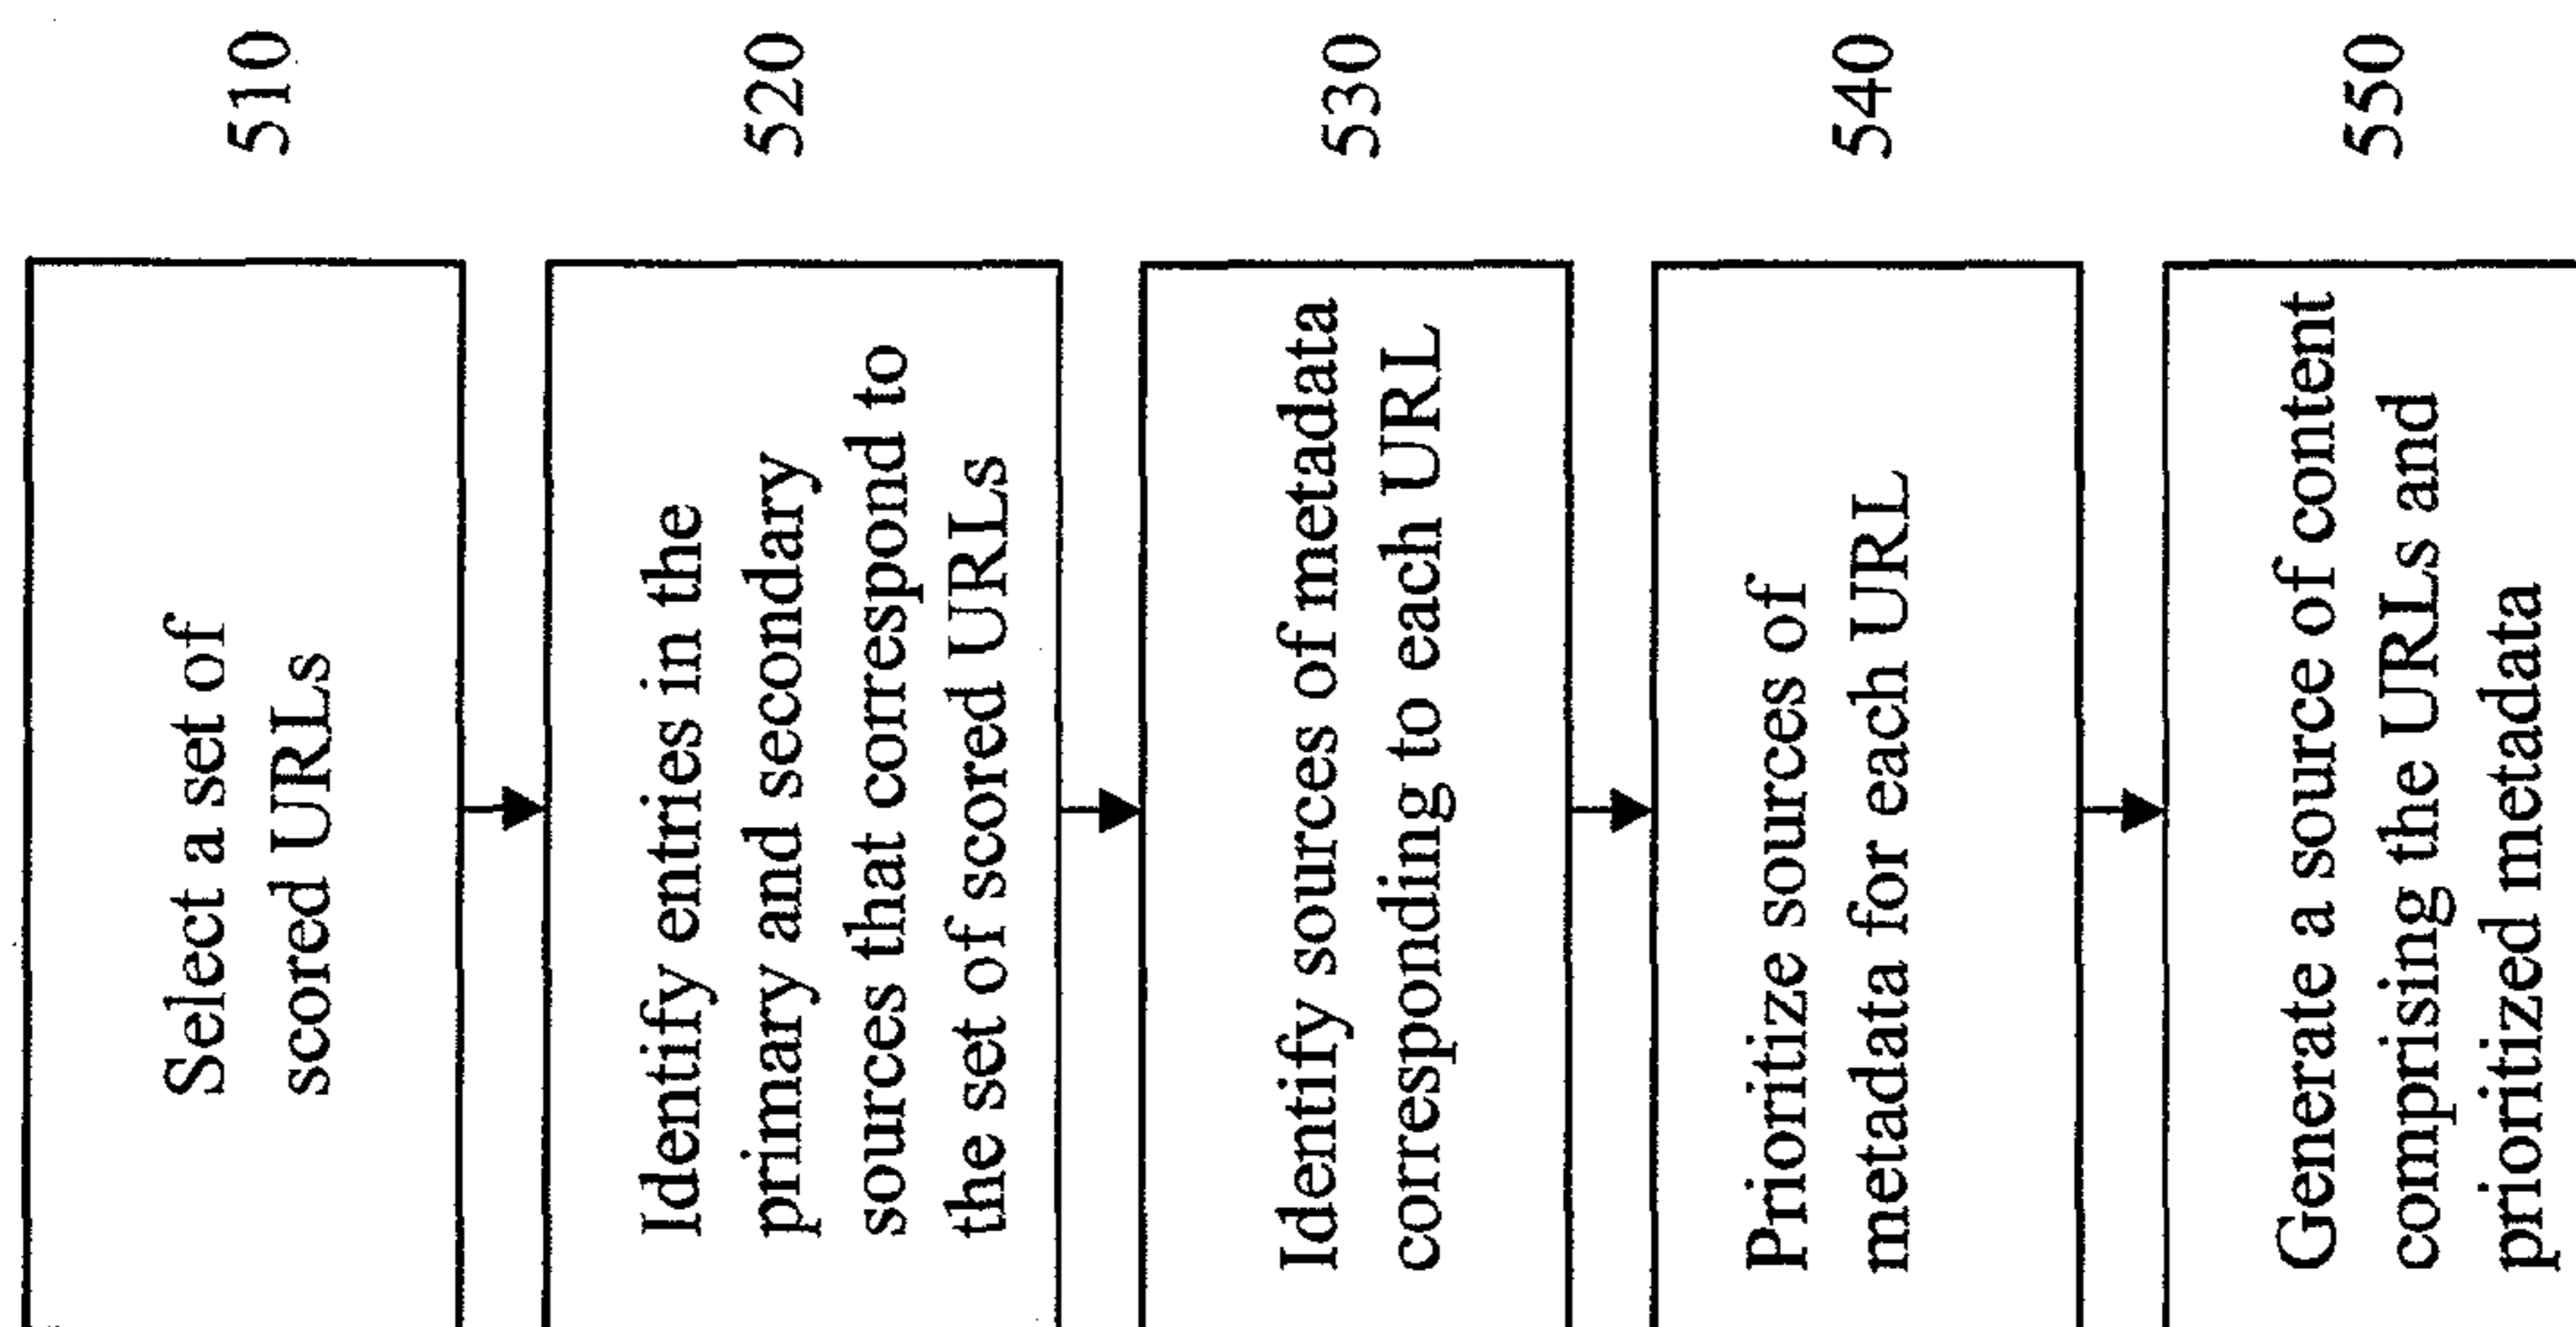 Select a set of
scored URLs
510
Identify entries in the
primary and secondary
sources that correspond to
the set of scored URLs
520
Identify sources of metadata
corresponding to each URL
530
Prioritize sources of
metadata for each URL
540
Generate a source of content
comprising the URLs and
prioritized metadata
550